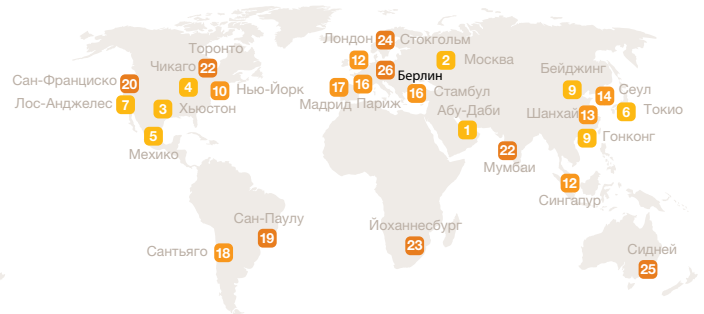 Лондон 24 Стокгольм
Торонто
12 2 Москва
Чикаго 22 26 Берлин Бейджинг
Сан-Франциско 20 4 Нью-Йорк 17 16 Стамбул 9 Сеул
Лос-Анджелес 7 3 Хьюстон 10 Мадрид Париж 16 14
Абу-Даби Шанхай 13 6 Токио
5 1 9 Гонконг
Мехико 22
Мумбаи
12
Сингапур
Сан-Паулу Йоханнесбург
19 23 Сидней
Сантьяго 18 25